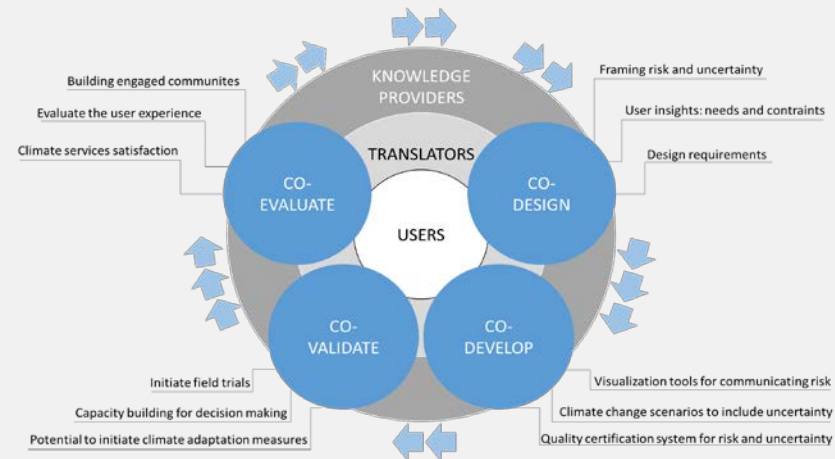 KNOWLEDGE
PROVIDERS
TRANSLATORS
USERS
CO-
DESIGN
Framing risk and uncertainty
User insights: needs and contraints
Design requirements
CO-
DEVELOP
Visualization tools for communicating risk
Climate change scenarios to include uncertainty
Quality certification system for risk and uncertainty
CO-
VALIDATE
Initiate field trials
Capacity building for decision making
Potential to initiate climate adaptation measures
CO-
EVALUATE
Building engaged communites
Evaluate the user experience
Climate services satisfaction